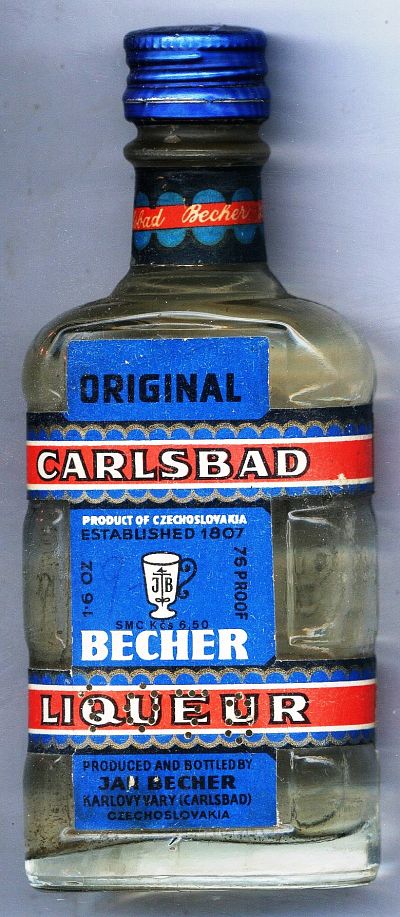 bad Becher
ORIGINAL
CARLSBAD
PRODUCT OF CZECHOSLOVAKIA
ESTABLISHED 1807
1·6 OZ
76 PROOF
JB
SMC Kčs 6,50
BECHER
LIQUEUR
PRODUCED AND BOTTLED BY
JAN BECHER
KARLOVY VARY (CARLSBAD)
CZECHOSLOVAKIA